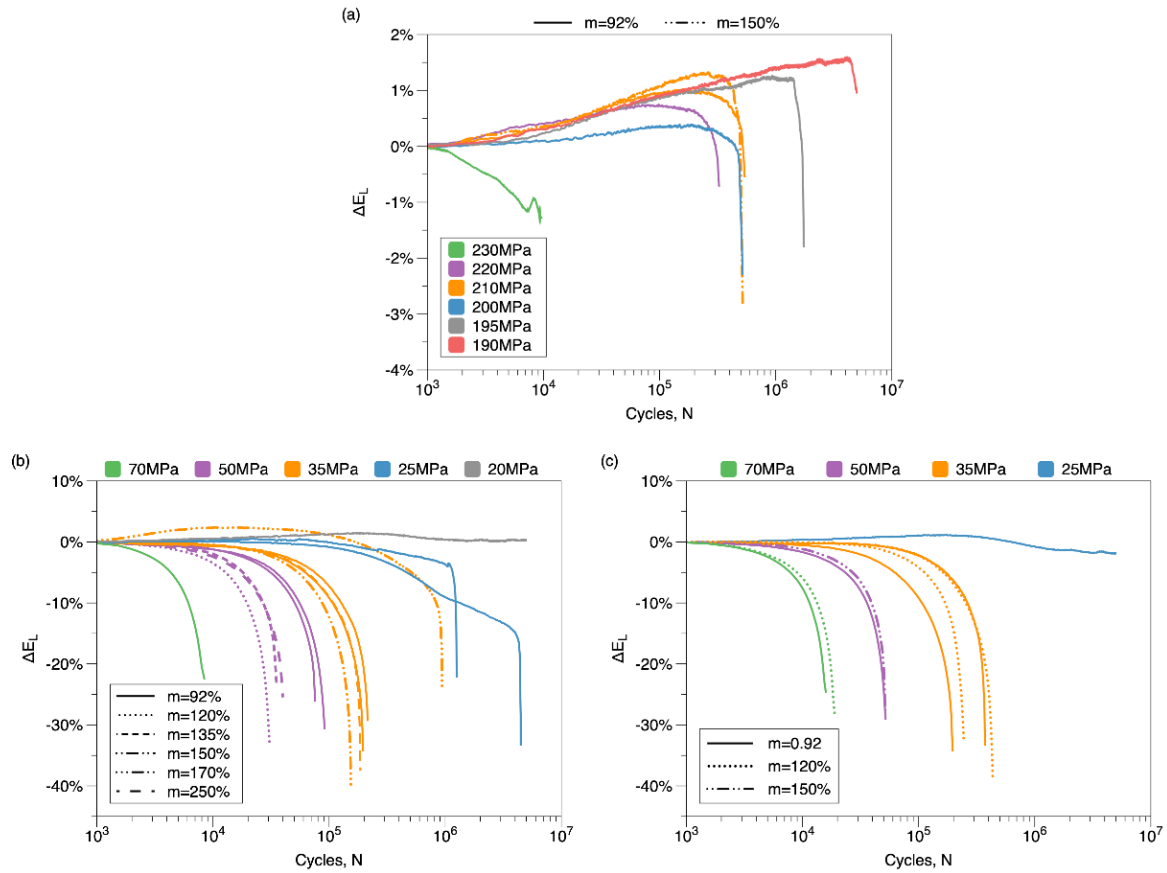 (a)
m=92% m=150%
2%
1%
0%
-1%
-2%
-3%
-4%
ΔE_L
230MPa
220MPa
210MPa
200MPa
195MPa
190MPa
10³ 10⁴ 10⁵ 10⁶ 10⁷
Cycles, N
(b)
70MPa 50MPa 35MPa 25MPa 20MPa
10%
0%
-10%
-20%
-30%
-40%
ΔE_L
m=92%
m=120%
m=135%
m=150%
m=170%
m=250%
10³ 10⁴ 10⁵ 10⁶ 10⁷
Cycles, N
(c)
70MPa 50MPa 35MPa 25MPa
10%
0%
-10%
-20%
-30%
-40%
ΔE_L
m=0.92
m=120%
m=150%
10³ 10⁴ 10⁵ 10⁶ 10⁷
Cycles, N